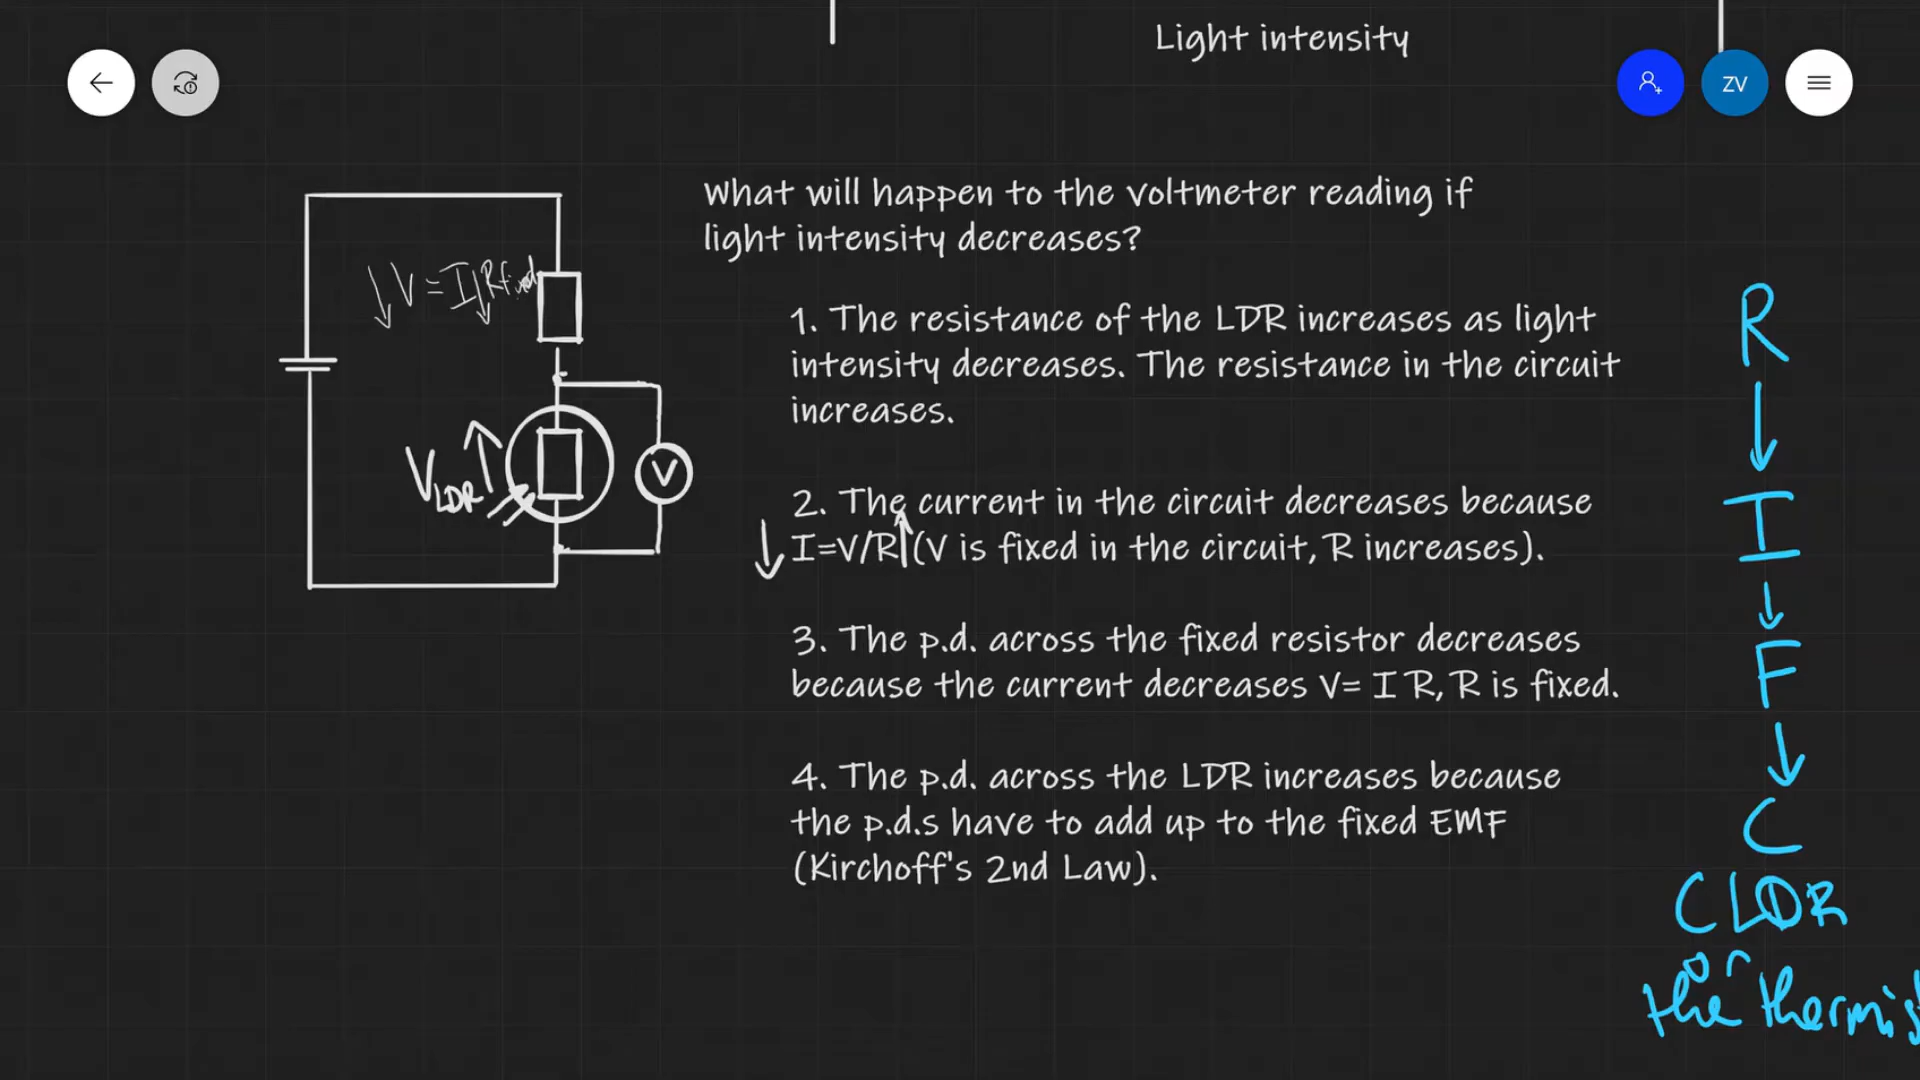 Light intensity
ZV
What will happen to the voltmeter reading if
light intensity decreases?
↓V = I↓Rfixed
1. The resistance of the LDR increases as light
intensity decreases. The resistance in the circuit
increases.
VLDR↑
V
2. The current in the circuit decreases because
↓I=V/R↑(V is fixed in the circuit, R increases).
3. The p.d. across the fixed resistor decreases
because the current decreases V= I R, R is fixed.
4. The p.d. across the LDR increases because
the p.d.s have to add up to the fixed EMF
(Kirchoff's 2nd Law).
R
↓
I
↓
F
↓
C
CLDR
or
the thermis